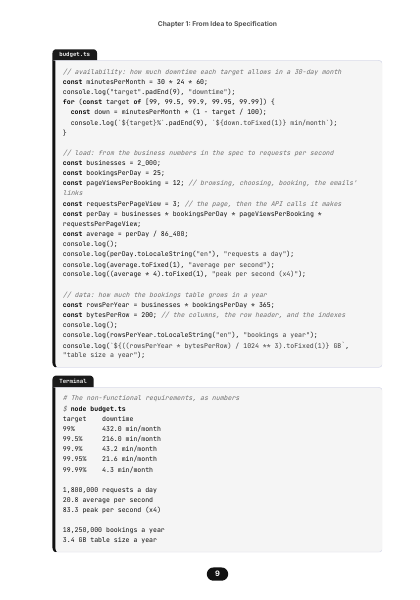 Chapter 1: From Idea to Specification
budget.ts
// availability: how much downtime each target allows in a 30-day month
const minutesPerMonth = 30 * 24 * 60;
console.log("target".padEnd(9), "downtime");
for (const target of [99, 99.5, 99.9, 99.95, 99.99]) {
  const down = minutesPerMonth * (1 - target / 100);
  console.log(`${target}%`.padEnd(9), `${down.toFixed(1)} min/month`);
}
// load: from the business numbers in the spec to requests per second
const businesses = 2_000;
const bookingsPerDay = 25;
const pageViewsPerBooking = 12; // browsing, choosing, booking, the emails'
links
const requestsPerPageView = 3; // the page, then the API calls it makes
const perDay = businesses * bookingsPerDay * pageViewsPerBooking *
requestsPerPageView;
const average = perDay / 86_400;
console.log();
console.log(perDay.toLocaleString("en"), "requests a day");
console.log(average.toFixed(1), "average per second");
console.log((average * 4).toFixed(1), "peak per second (x4)");
// data: how much the bookings table grows in a year
const rowsPerYear = businesses * bookingsPerDay * 365;
const bytesPerRow = 200; // the columns, the row header, and the indexes
console.log();
console.log(rowsPerYear.toLocaleString("en"), "bookings a year");
console.log(`${((rowsPerYear * bytesPerRow) / 1024 ** 3).toFixed(1)} GB`,
"table size a year");
Terminal
# The non-functional requirements, as numbers
$ node budget.ts
target    downtime
99%       432.0 min/month
99.5%     216.0 min/month
99.9%     43.2 min/month
99.95%    21.6 min/month
99.99%    4.3 min/month
1,800,000 requests a day
20.8 average per second
83.3 peak per second (x4)
18,250,000 bookings a year
3.4 GB table size a year
9